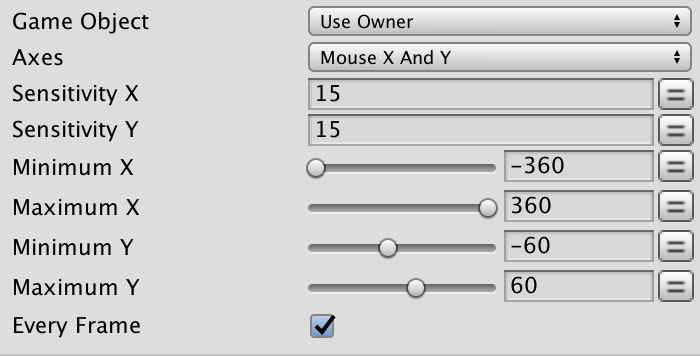 Game Object Use Owner
Axes Mouse X And Y
Sensitivity X 15
Sensitivity Y 15
Minimum X -360
Maximum X 360
Minimum Y -60
Maximum Y 60
Every Frame